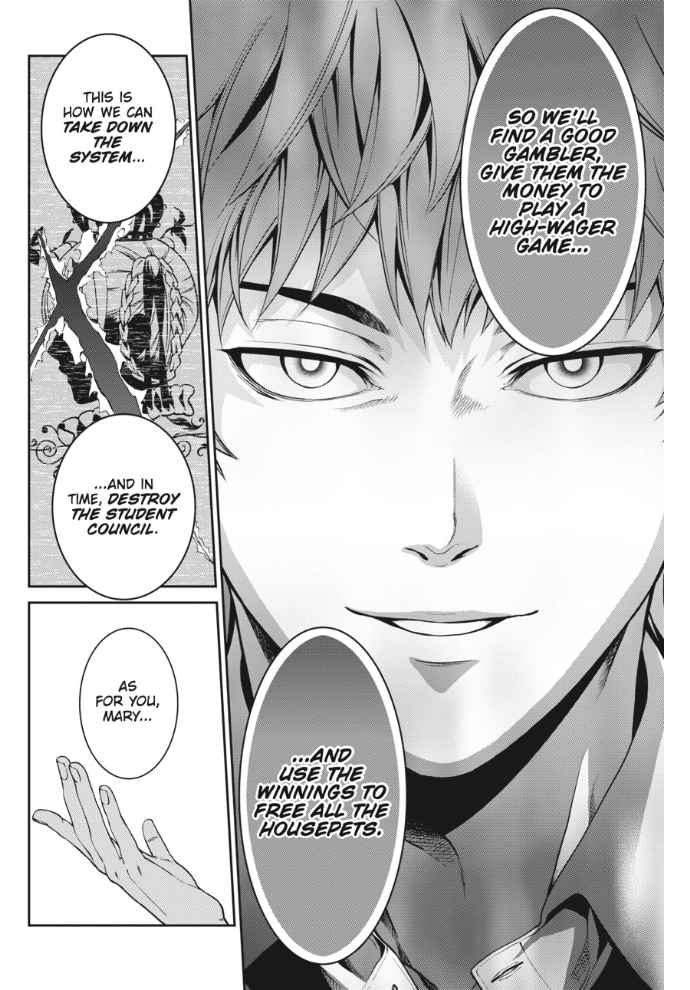 SO WE'LL
FIND A GOOD
GAMBLER,
GIVE THEM THE
MONEY TO
PLAY A
HIGH-WAGER
GAME...
...AND
USE THE
WINNINGS TO
FREE ALL THE
HOUSEPETS.
THIS IS
HOW WE CAN
TAKE DOWN
THE
SYSTEM...
...AND IN
TIME, DESTROY
THE STUDENT
COUNCIL.
AS
FOR YOU,
MARY...